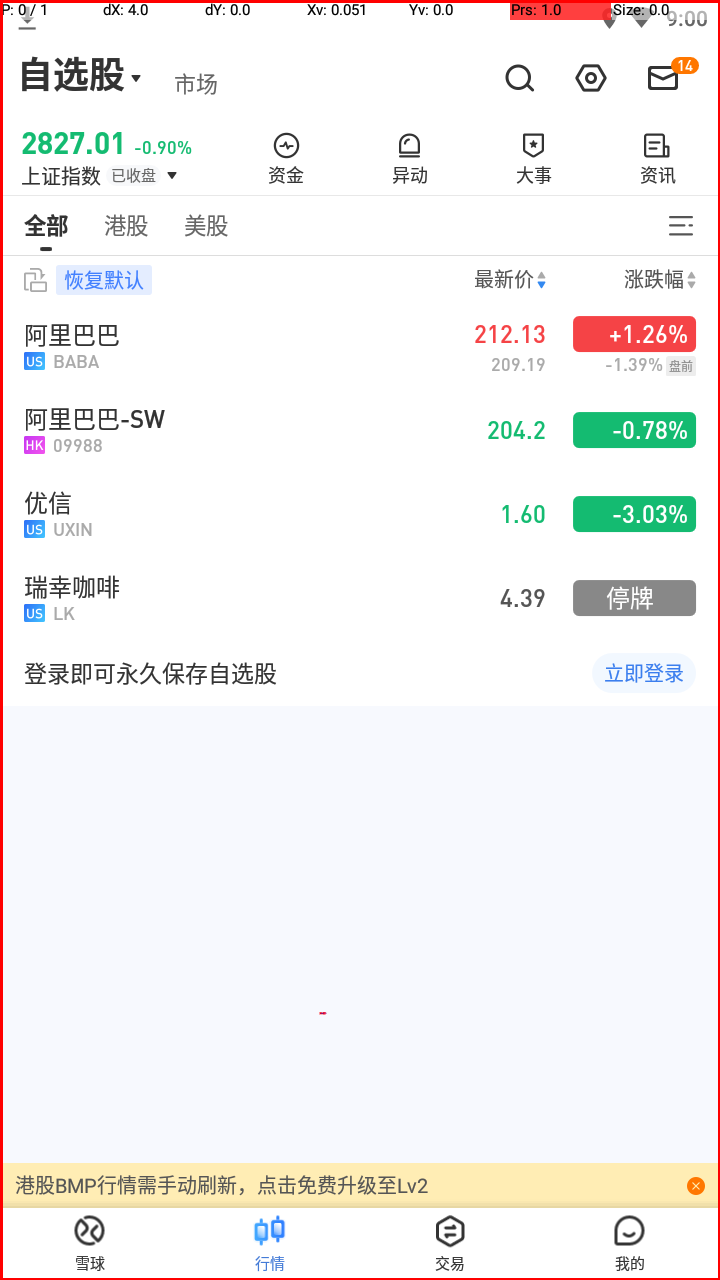 P: 0 / 1 dX: 4.0 dY: 0.0 Xv: 0.051 Yv: 0.0 Prs: 1.0 Size: 0.0
9:00
自选股 市场 14
2827.01 -0.90%
上证指数 已收盘 资金 异动 大事 资讯
全部 港股 美股
恢复默认 最新价 涨跌幅
阿里巴巴 212.13 +1.26%
US BABA 209.19 -1.39% 盘前
阿里巴巴-SW 204.2 -0.78%
HK 09988
优信 1.60 -3.03%
US UXIN
瑞幸咖啡 4.39 停牌
US LK
登录即可永久保存自选股 立即登录
港股BMP行情需手动刷新，点击免费升级至Lv2
雪球 行情 交易 我的